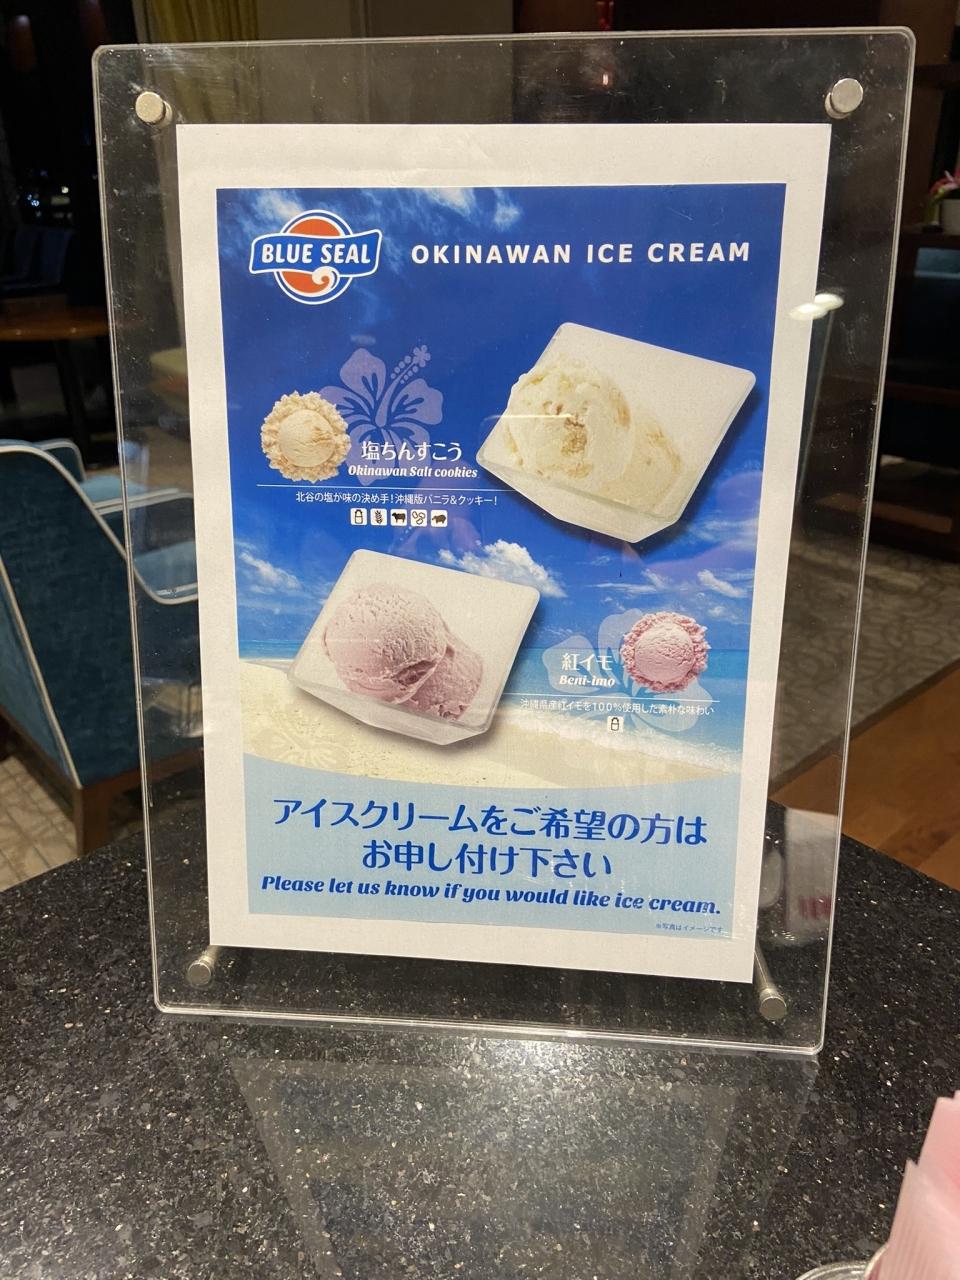 BLUE SEAL
OKINAWAN ICE CREAM
塩ちんすこう
Okinawan Salt cookies
北谷の塩が味の決め手!沖縄版バニラ&クッキー!
紅イモ
Beni-imo
沖縄県産紅イモを100%使用した素朴な味わい
アイスクリームをご希望の方は
お申し付け下さい
Please let us know if you would like ice cream.
※写真はイメージです